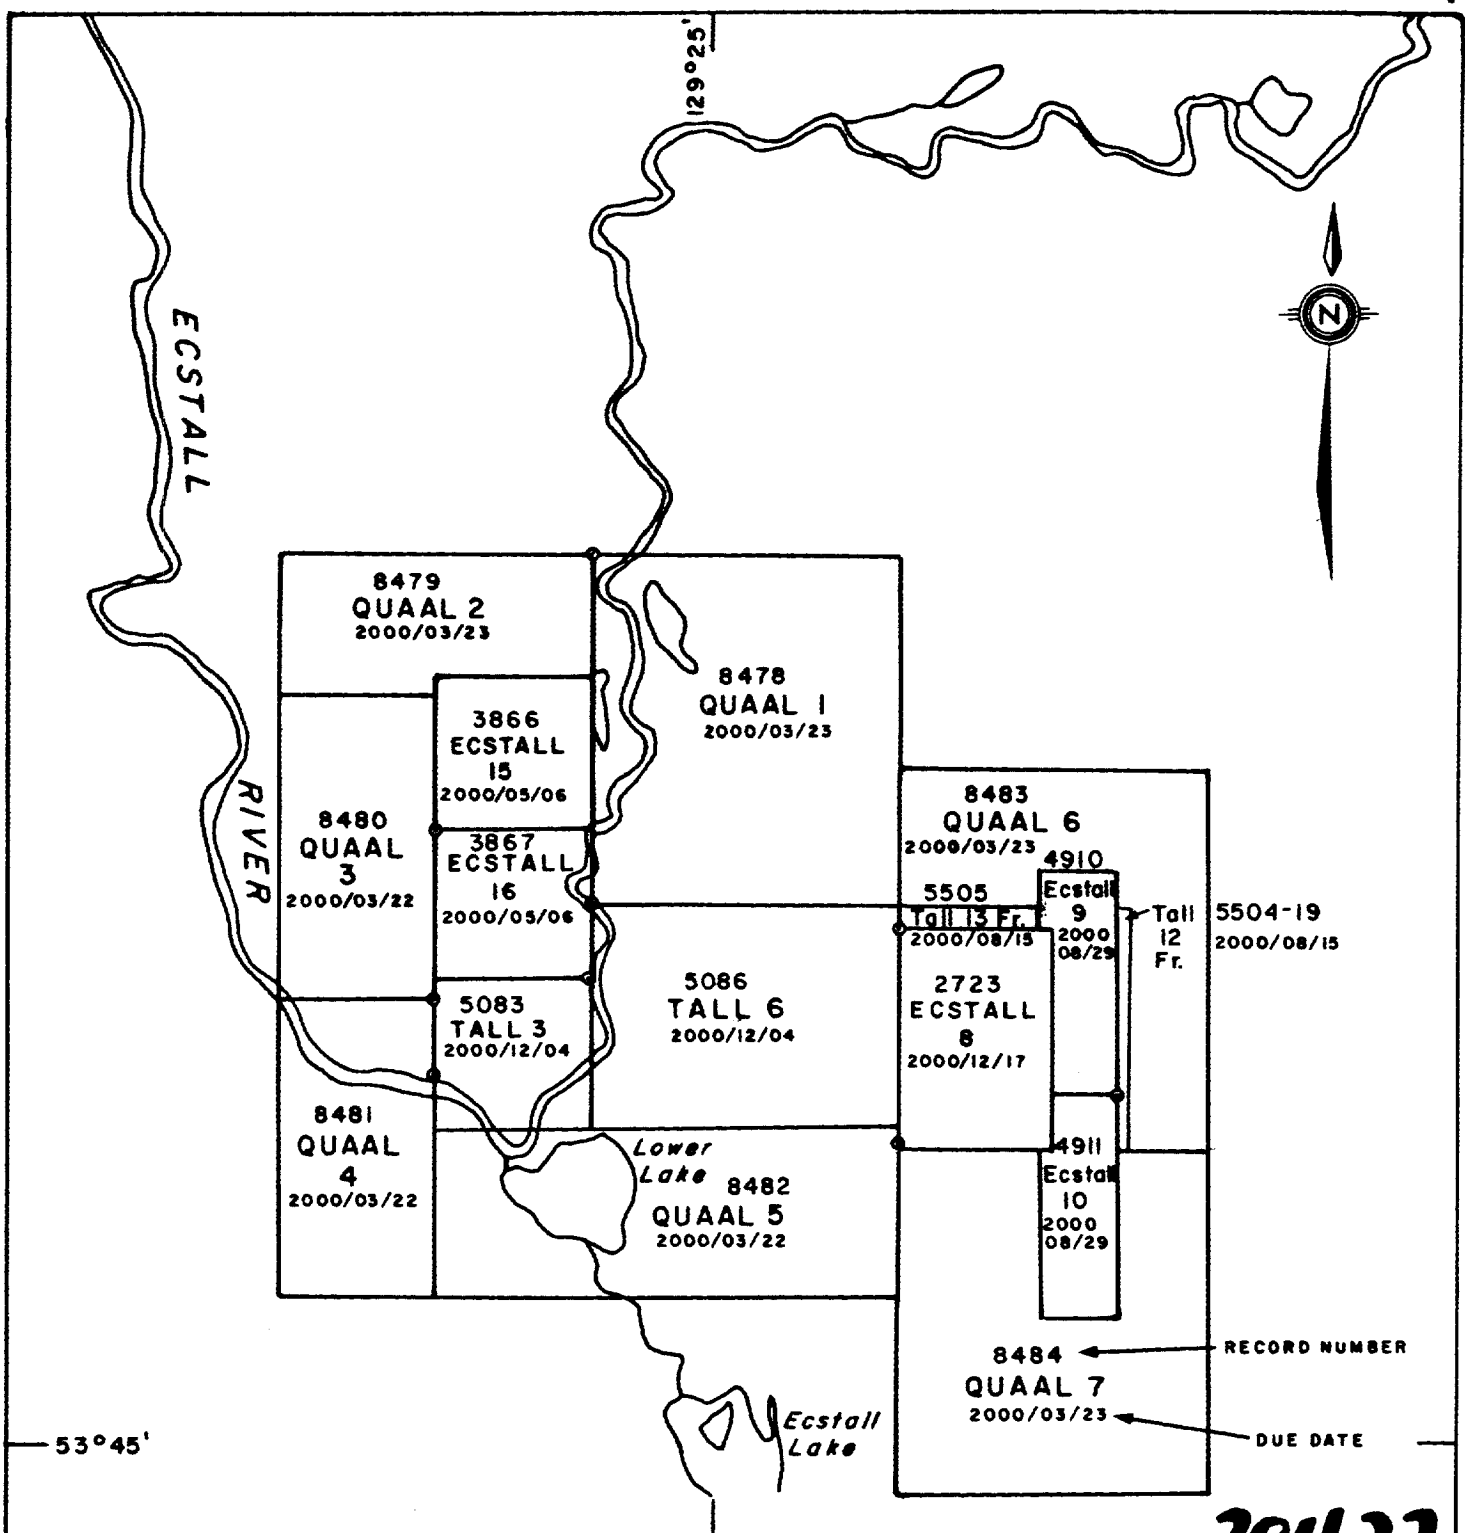 129°25'
N
ECSTALL
RIVER
8479
QUAAL 2
2000/03/23
8478
QUAAL 1
2000/03/23
3866
ECSTALL
15
2000/05/06
8480
QUAAL
3
2000/03/22
3867
ECSTALL
16
2000/05/06
8483
QUAAL 6
2000/03/23
4910
Ecstall
9
2000
08/29
5505
Tall 13 Fr.
2000/08/15
Tall
12
Fr.
5504-19
2000/08/15
5083
TALL 3
2000/12/04
5086
TALL 6
2000/12/04
2723
ECSTALL
8
2000/12/17
8481
QUAAL
4
2000/03/22
Lower
Lake
8482
QUAAL 5
2000/03/22
4911
Ecstall
10
2000
08/29
8484
RECORD NUMBER
QUAAL 7
2000/03/23
DUE DATE
Ecstall
Lake
53°45'